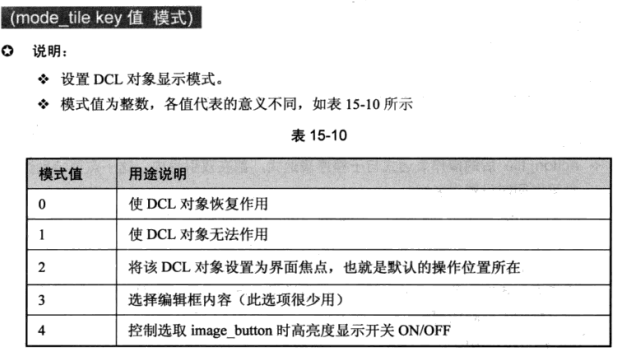 (mode_tile key 值 模式)
✪ 说明：
❖ 设置 DCL 对象显示模式。
❖ 模式值为整数，各值代表的意义不同，如表 15-10 所示
表 15-10
模式值 用途说明
0 使 DCL 对象恢复作用
1 使 DCL 对象无法作用
2 将该 DCL 对象设置为界面焦点，也就是默认的操作位置所在
3 选择编辑框内容（此选项很少用）
4 控制选取 image_button 时高亮度显示开关 ON/OFF